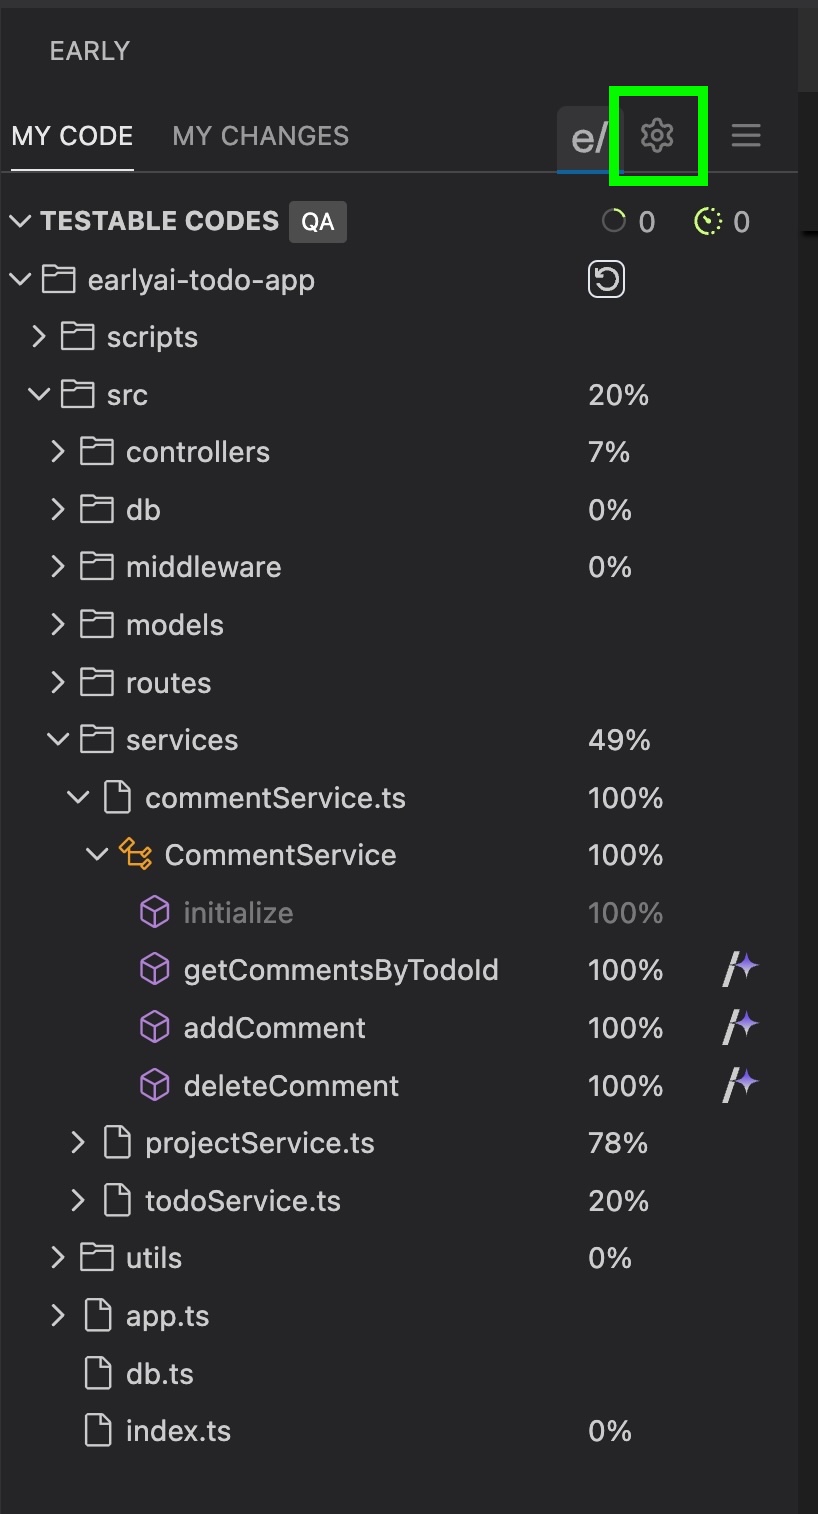 EARLY
MY CODE MY CHANGES e/
TESTABLE CODES QA 0 0
earlyai-todo-app
scripts
src 20%
controllers 7%
db 0%
middleware 0%
models
routes
services 49%
commentService.ts 100%
CommentService 100%
initialize 100%
getCommentsByTodoId 100%
addComment 100%
deleteComment 100%
projectService.ts 78%
todoService.ts 20%
utils 0%
app.ts
db.ts
index.ts 0%